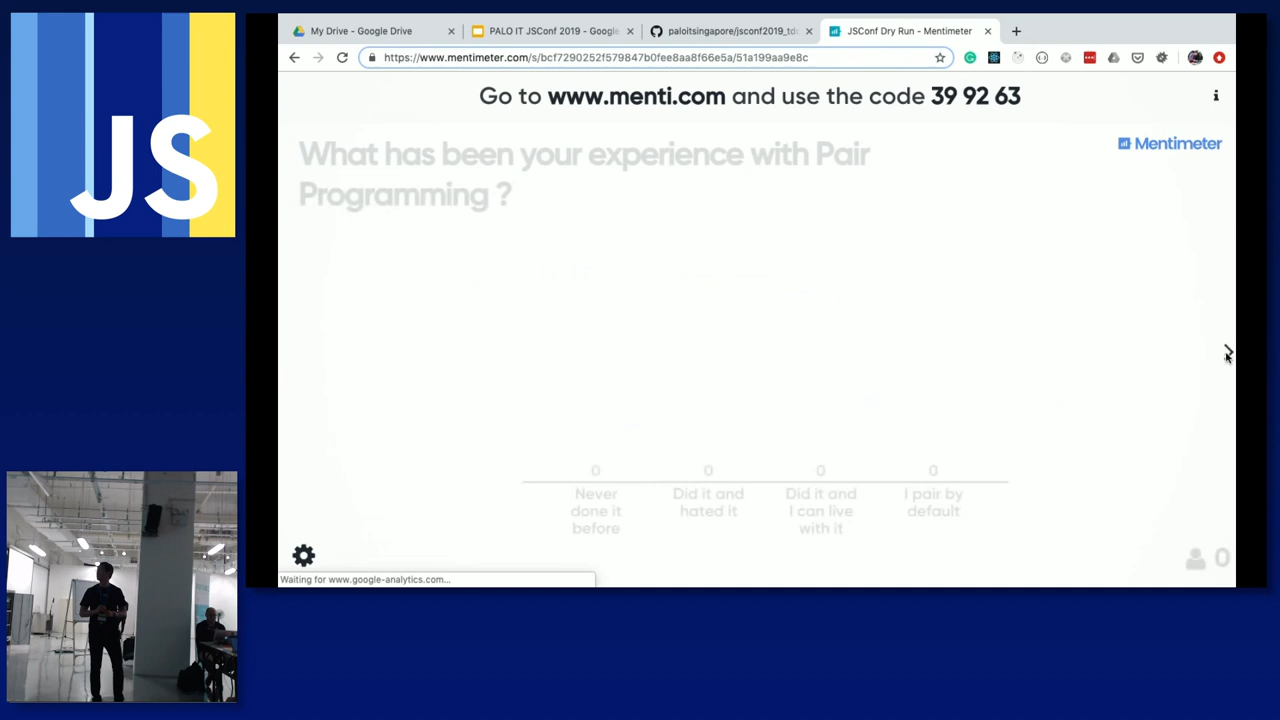 JS
My Drive - Google Drive
PALO IT JSConf 2019 - Google
paloitsingapore/jsconf2019_td
JSConf Dry Run - Mentimeter
https://www.mentimeter.com/s/bcf7290252f579847b0fee8aa8f66e5a/51a199aa9e8c
Go to www.menti.com and use the code 39 92 63
Mentimeter
What has been your experience with Pair
Programming ?
0 0 0 0
Never
done it
before
Did it and
hated it
Did it and
I can live
with it
I pair by
default
0
Waiting for www.google-analytics.com...